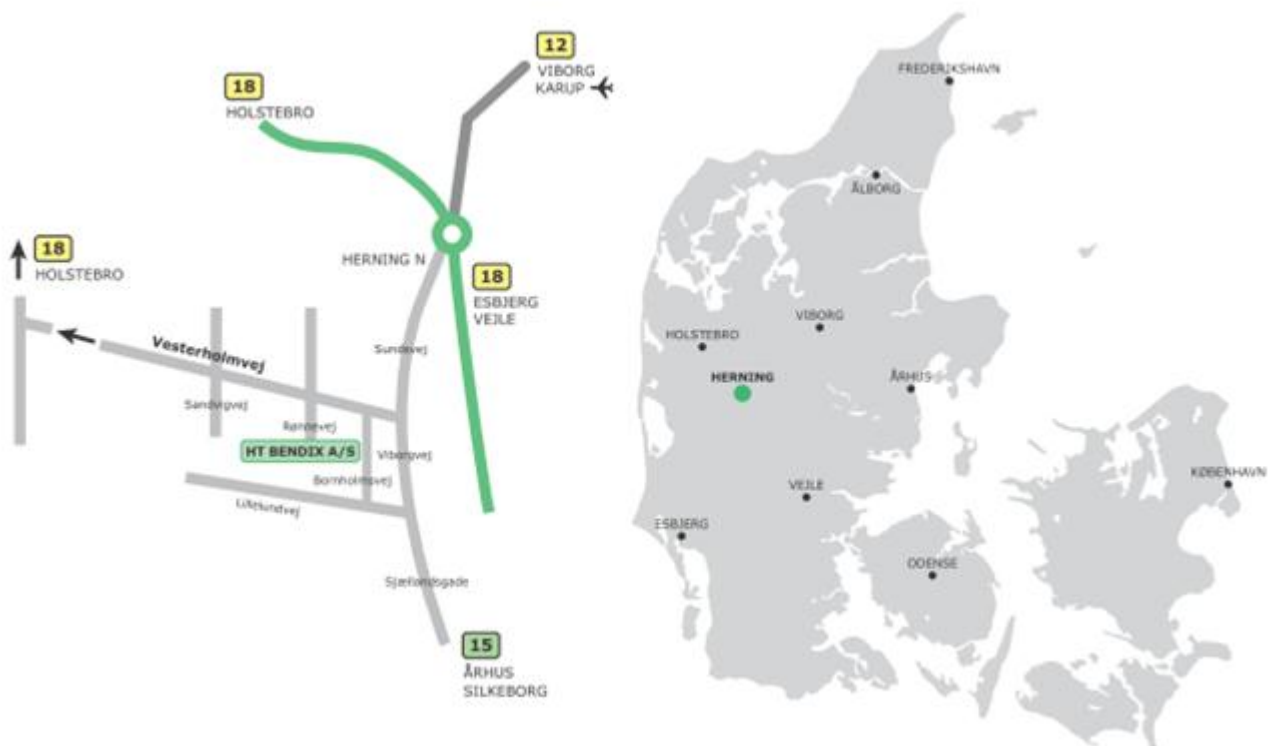 12
VIBORG
KARUP
18
HOLSTEBRO
18
HOLSTEBRO
HERNING N
18
ESBJERG
VEJLE
Sundsvej
Vesterholmvej
Sandvigvej
Rønnevej
HT BENDIX A/S
Viborgvej
Bornholmsvej
Lillelundvej
Sjællandsgade
15
ÅRHUS
SILKEBORG
FREDERIKSHAVN
ÅLBORG
VIBORG
HOLSTEBRO
HERNING
ÅRHUS
KØBENHAVN
VEJLE
ESBJERG
ODENSE